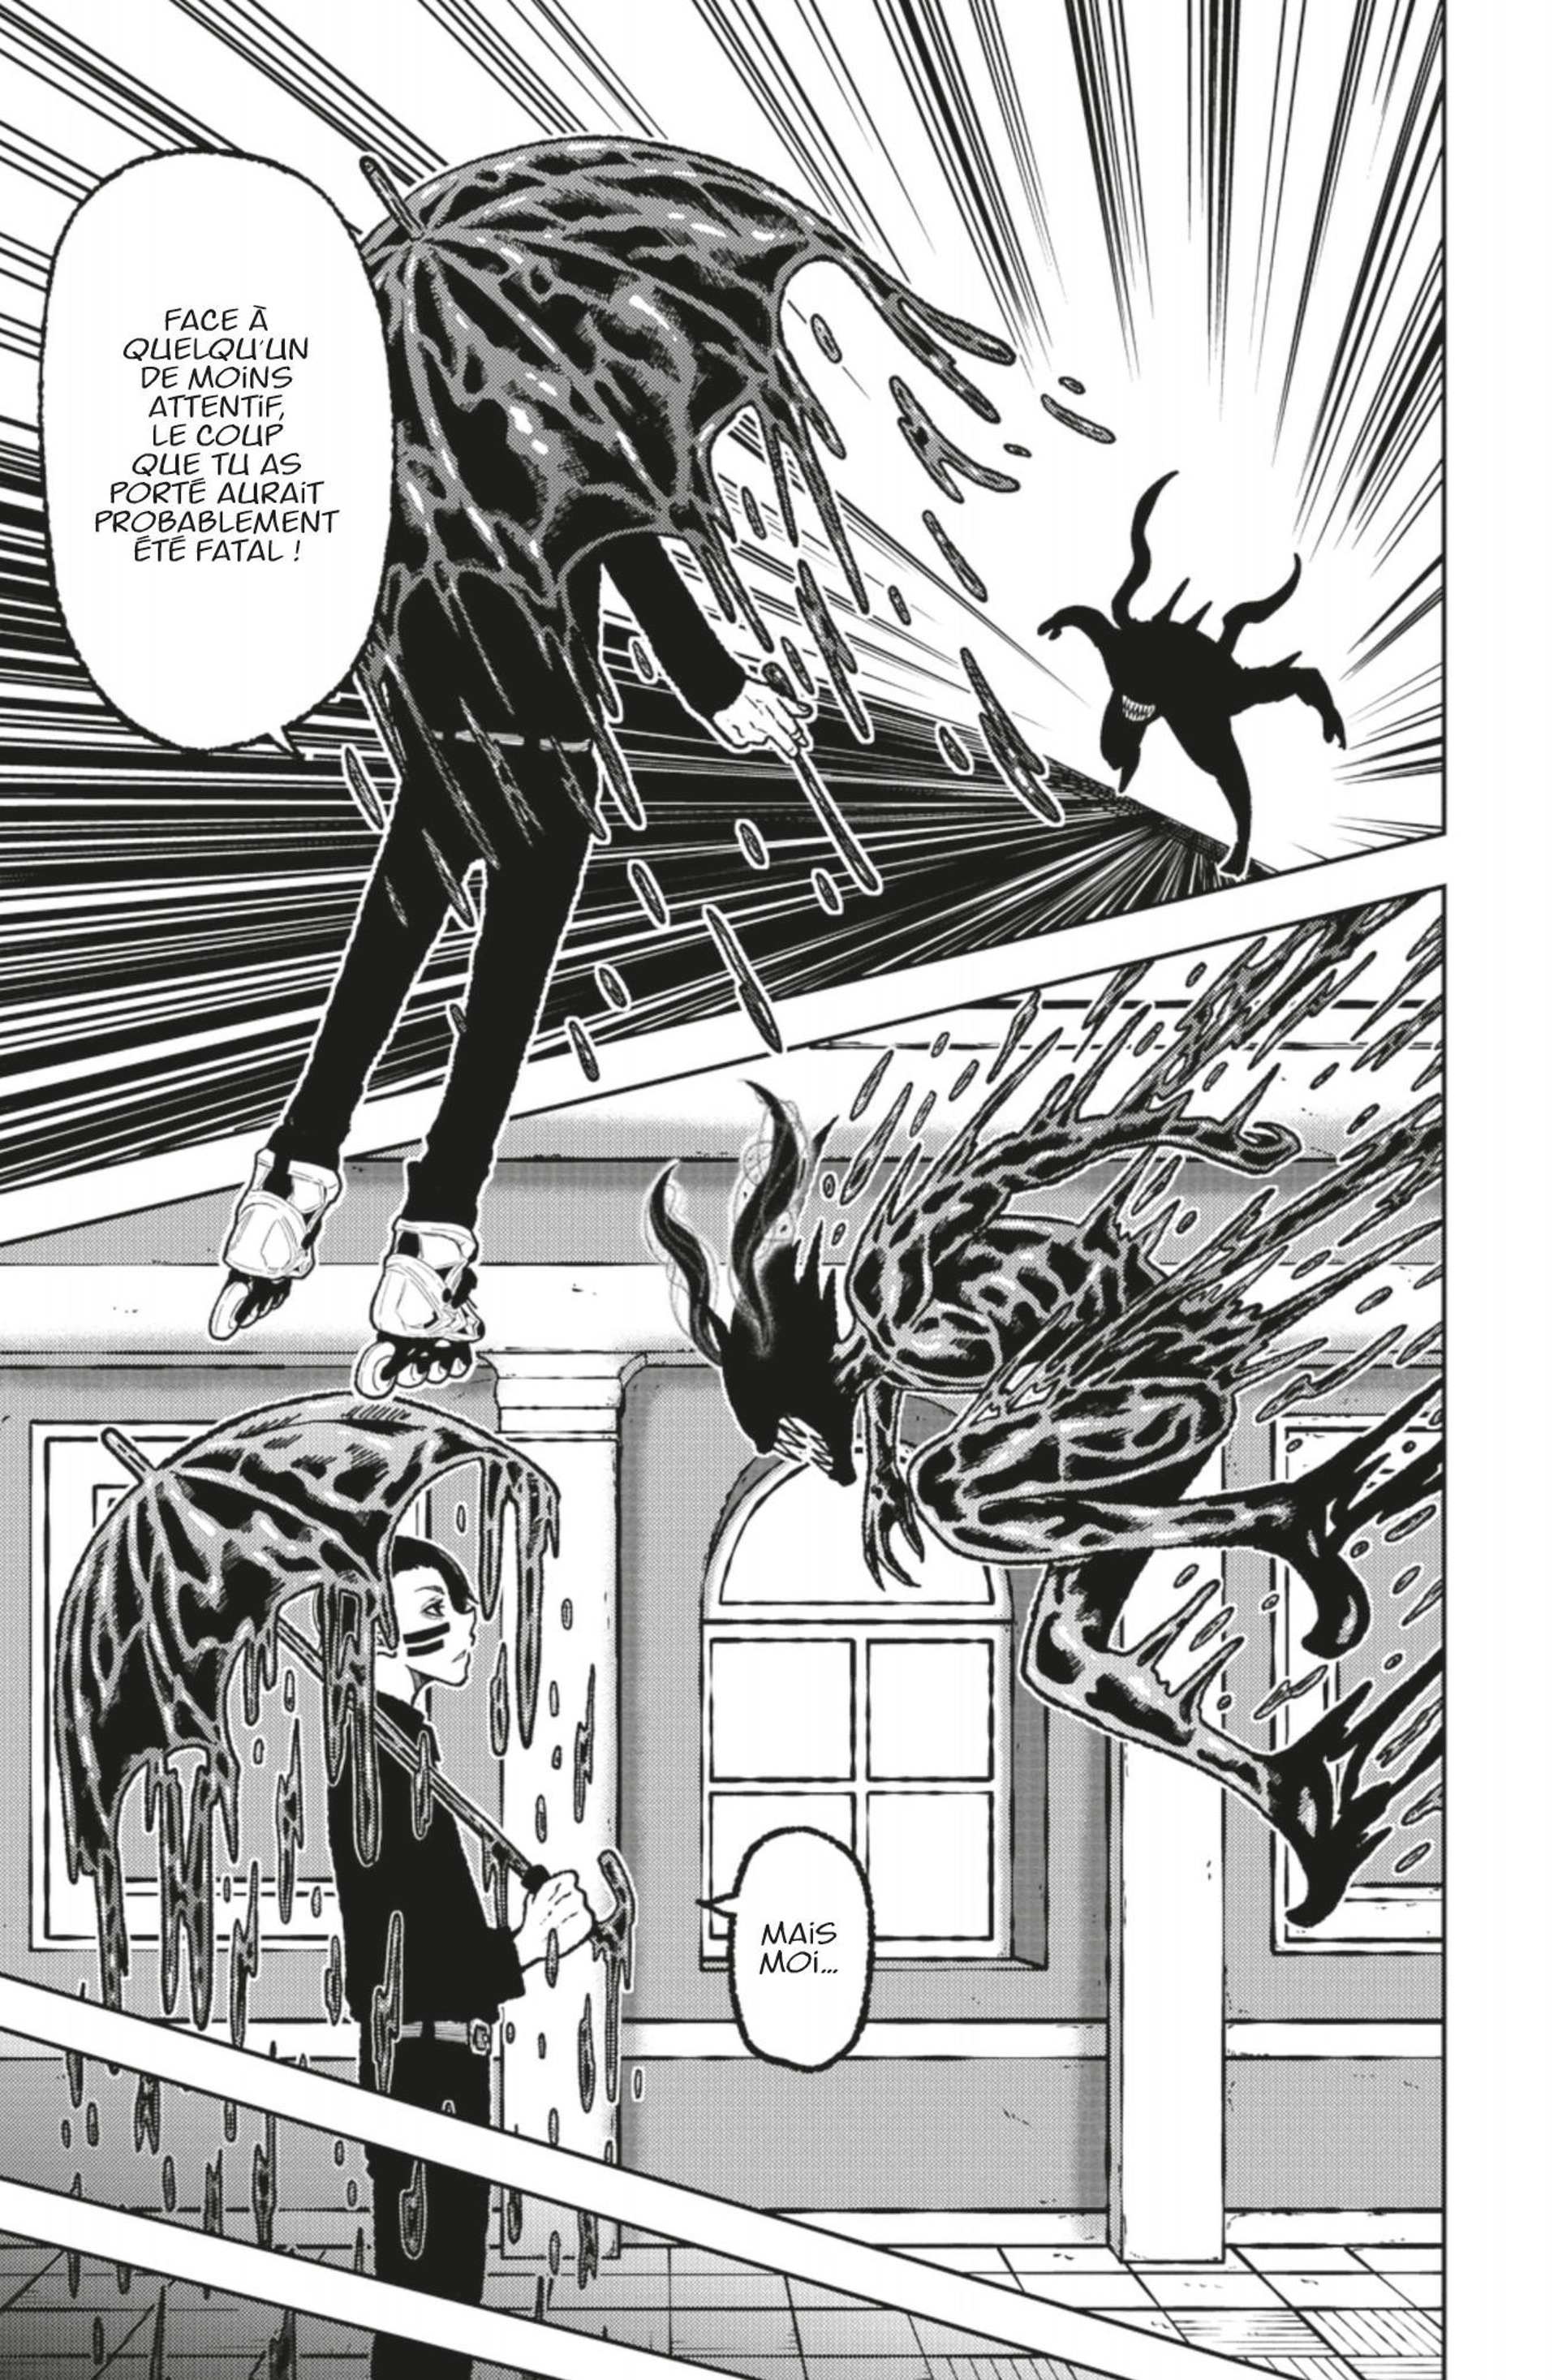 FACE À
QUELQU'UN
DE MOINS
ATTENTIF,
LE COUP
QUE TU AS
PORTÉ AURAIT
PROBABLEMENT
ÉTÉ FATAL !
MAIS
MOI...